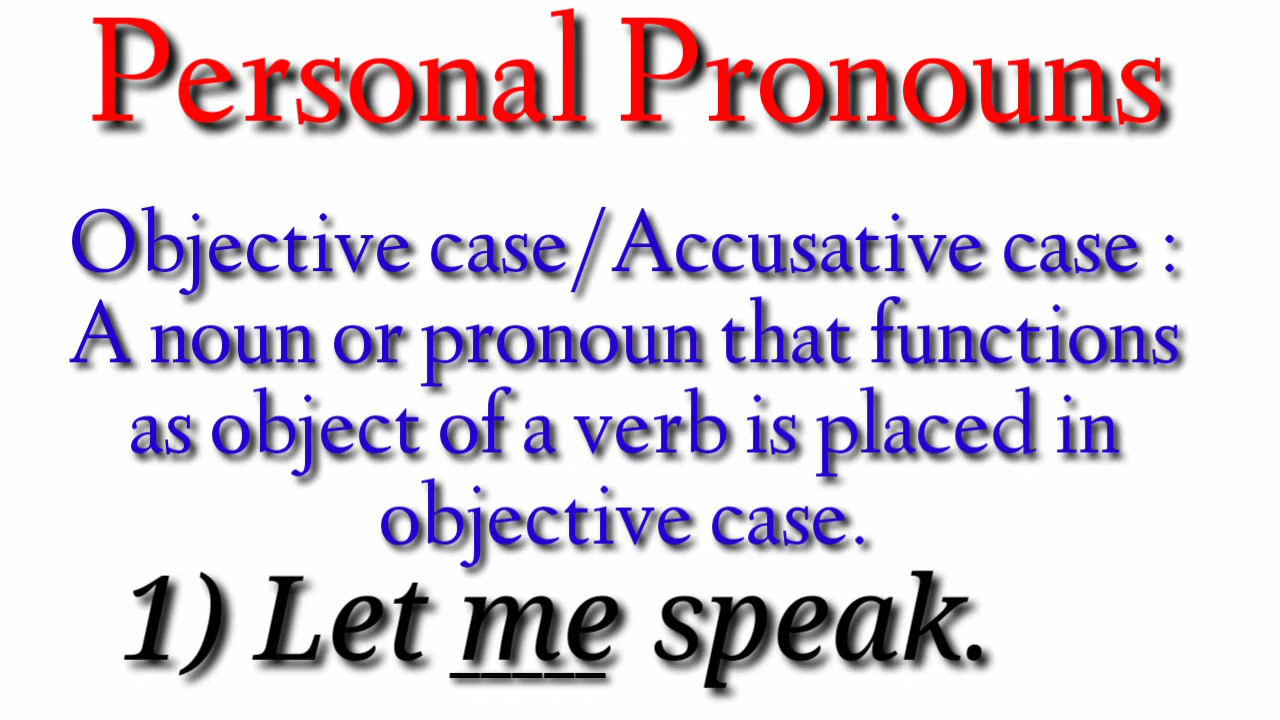 Personal Pronouns
Objective case/Accusative case :
A noun or pronoun that functions
as object of a verb is placed in
objective case.
1) Let me speak.